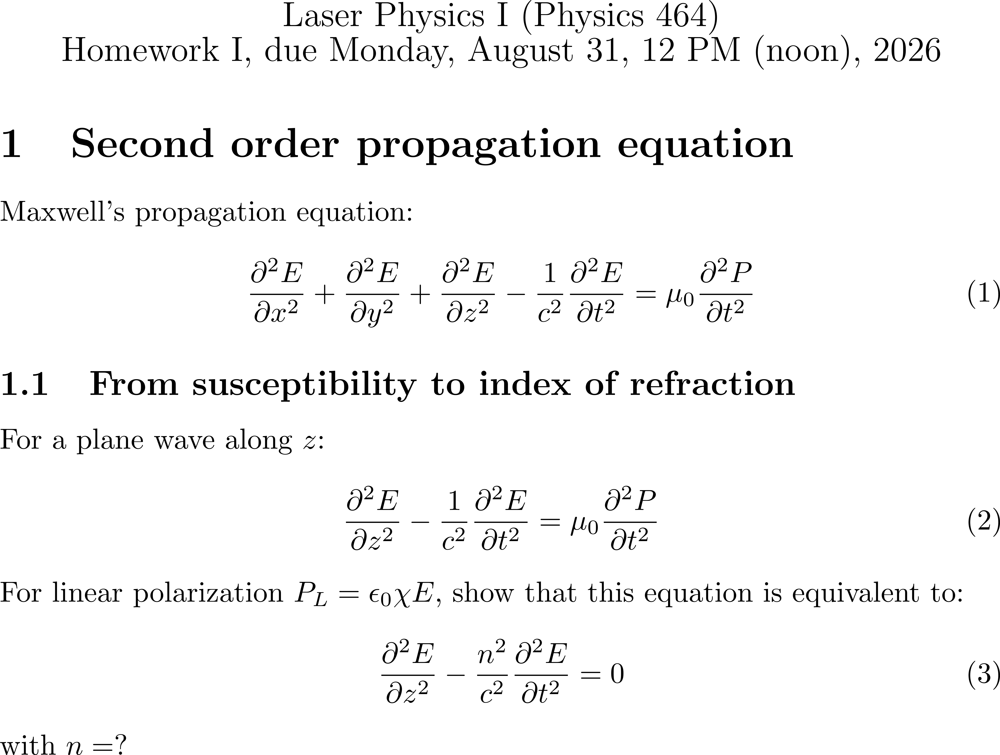 Laser Physics I (Physics 464)
Homework I, due Monday, August 31, 12 PM (noon), 2026
1 Second order propagation equation
Maxwell's propagation equation:
$$\frac{\partial^2 E}{\partial x^2} + \frac{\partial^2 E}{\partial y^2} + \frac{\partial^2 E}{\partial z^2} - \frac{1}{c^2} \frac{\partial^2 E}{\partial t^2} = \mu_0 \frac{\partial^2 P}{\partial t^2} \quad (1)$$
1.1 From susceptibility to index of refraction
For a plane wave along $z$:
$$\frac{\partial^2 E}{\partial z^2} - \frac{1}{c^2} \frac{\partial^2 E}{\partial t^2} = \mu_0 \frac{\partial^2 P}{\partial t^2} \quad (2)$$
For linear polarization $P_L = \epsilon_0 \chi E$, show that this equation is equivalent to:
$$\frac{\partial^2 E}{\partial z^2} - \frac{n^2}{c^2} \frac{\partial^2 E}{\partial t^2} = 0 \quad (3)$$
with $n =?$